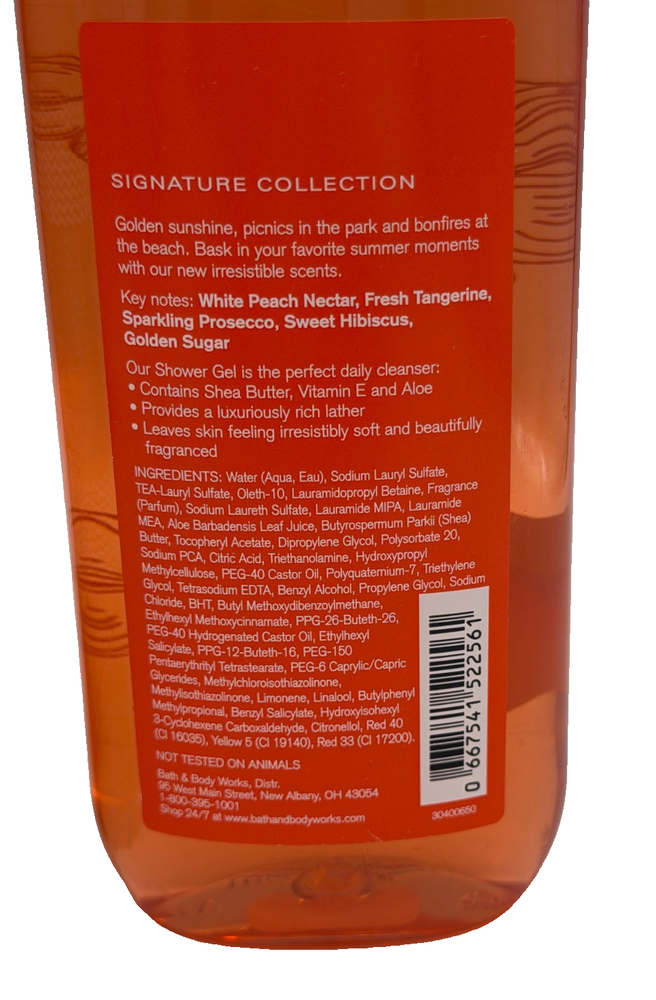 SIGNATURE COLLECTION
Golden sunshine, picnics in the park and bonfires at
the beach. Bask in your favorite summer moments
with our new irresistible scents.
Key notes: White Peach Nectar, Fresh Tangerine,
Sparkling Prosecco, Sweet Hibiscus,
Golden Sugar
Our Shower Gel is the perfect daily cleanser:
• Contains Shea Butter, Vitamin E and Aloe
• Provides a luxuriously rich lather
• Leaves skin feeling irresistibly soft and beautifully
fragranced
INGREDIENTS: Water (Aqua, Eau), Sodium Lauryl Sulfate,
TEA-Lauryl Sulfate, Oleth-10, Lauramidopropyl Betaine, Fragrance
(Parfum), Sodium Laureth Sulfate, Lauramide MIPA, Lauramide
MEA, Aloe Barbadensis Leaf Juice, Butyrospermum Parkii (Shea)
Butter, Tocopheryl Acetate, Dipropylene Glycol, Polysorbate 20,
Sodium PCA, Citric Acid, Triethanolamine, Hydroxypropyl
Methylcellulose, PEG-40 Castor Oil, Polyquaternium-7, Triethylene
Glycol, Tetrasodium EDTA, Benzyl Alcohol, Propylene Glycol, Sodium
Chloride, BHT, Butyl Methoxydibenzoylmethane,
Ethylhexyl Methoxycinnamate, PPG-26-Buteth-26,
PEG-40 Hydrogenated Castor Oil, Ethylhexyl
Salicylate, PPG-12-Buteth-16, PEG-150
Pentaerythrityl Tetrastearate, PEG-6 Caprylic/Capric
Glycerides, Methylchloroisothiazolinone,
Methylisothiazolinone, Limonene, Linalool, Butylphenyl
Methylpropional, Benzyl Salicylate, Hydroxyisohexyl
3-Cyclohexene Carboxaldehyde, Citronellol, Red 40
(CI 16035), Yellow 5 (CI 19140), Red 33 (CI 17200).
NOT TESTED ON ANIMALS
Bath & Body Works, Distr.
95 West Main Street, New Albany, OH 43054
1-800-395-1001
Shop 24/7 at www.bathandbodyworks.com
0 667541 522561
30400650